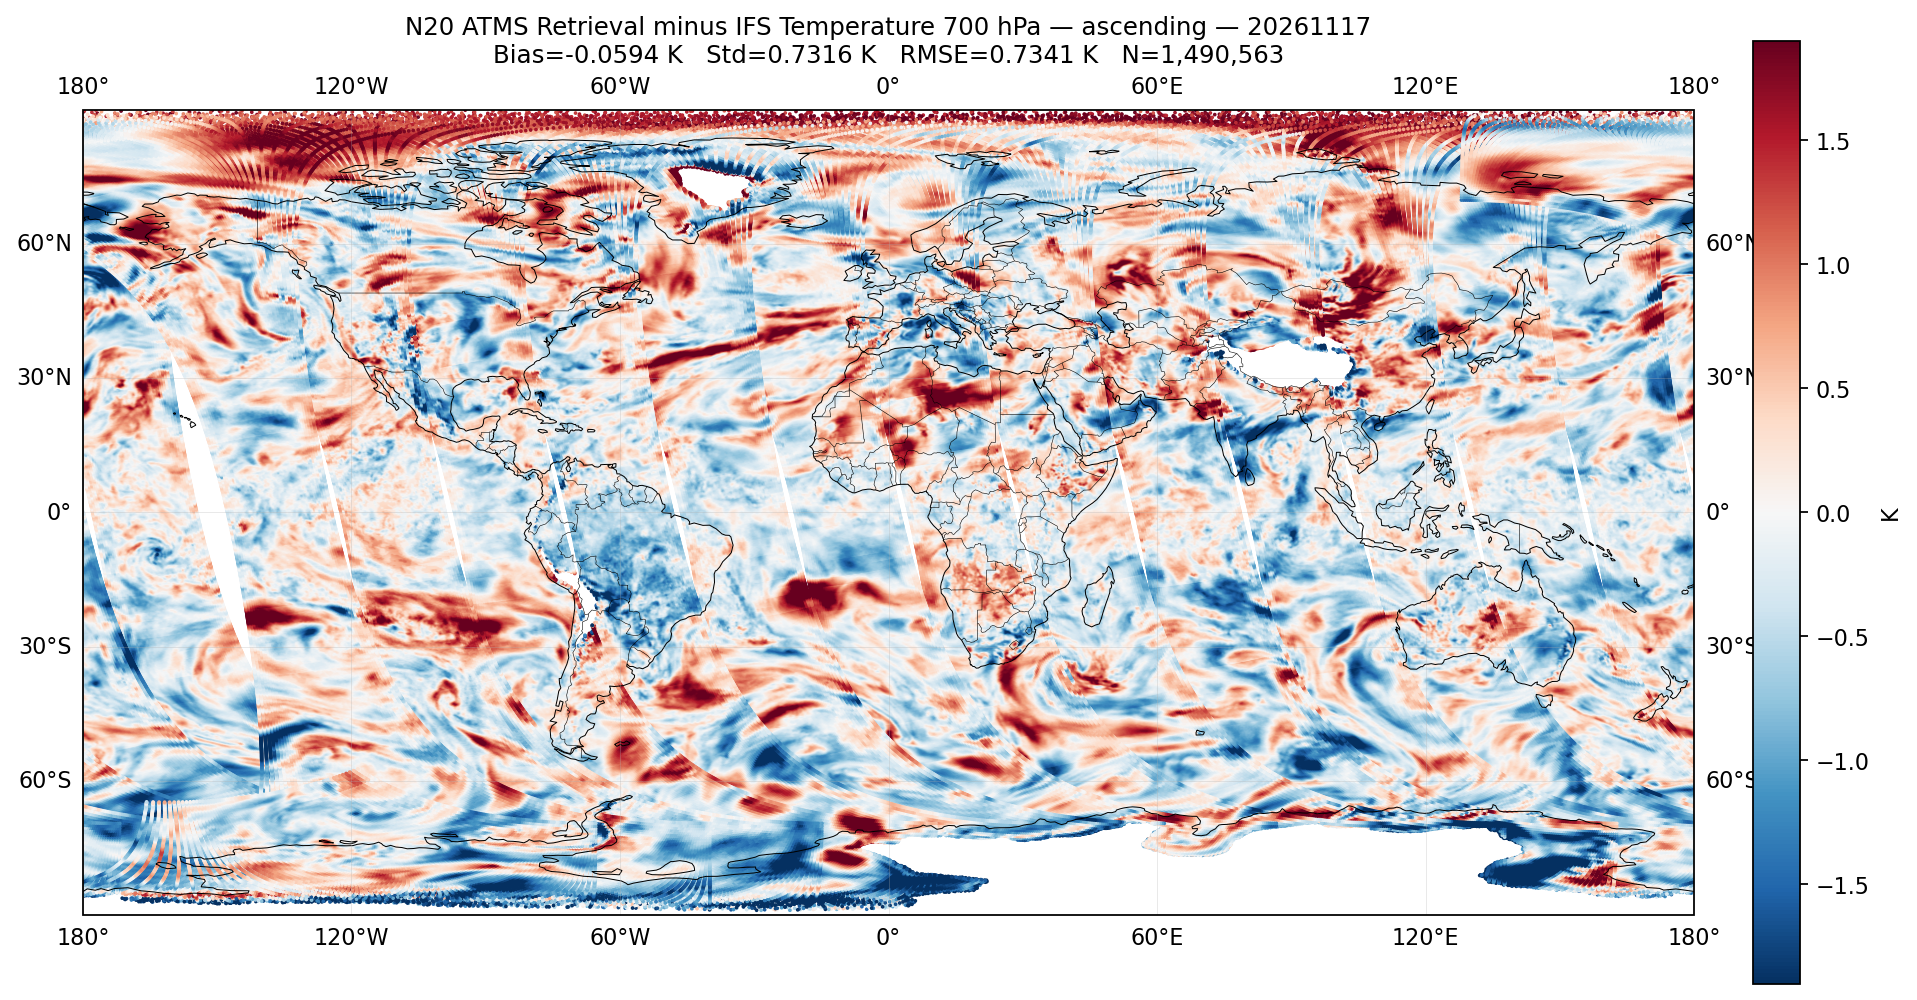 N20 ATMS Retrieval minus IFS Temperature 700 hPa — ascending — 20261117
Bias=-0.0594 K   Std=0.7316 K   RMSE=0.7341 K   N=1,490,563
180° 120°W 60°W 0° 60°E 120°E 180°
60°N 60°N
30°N 30°N
0° 0°
30°S 30°S
60°S 60°S
180° 120°W 60°W 0° 60°E 120°E 180°
1.5
1.0
0.5
0.0
−0.5
−1.0
−1.5
K